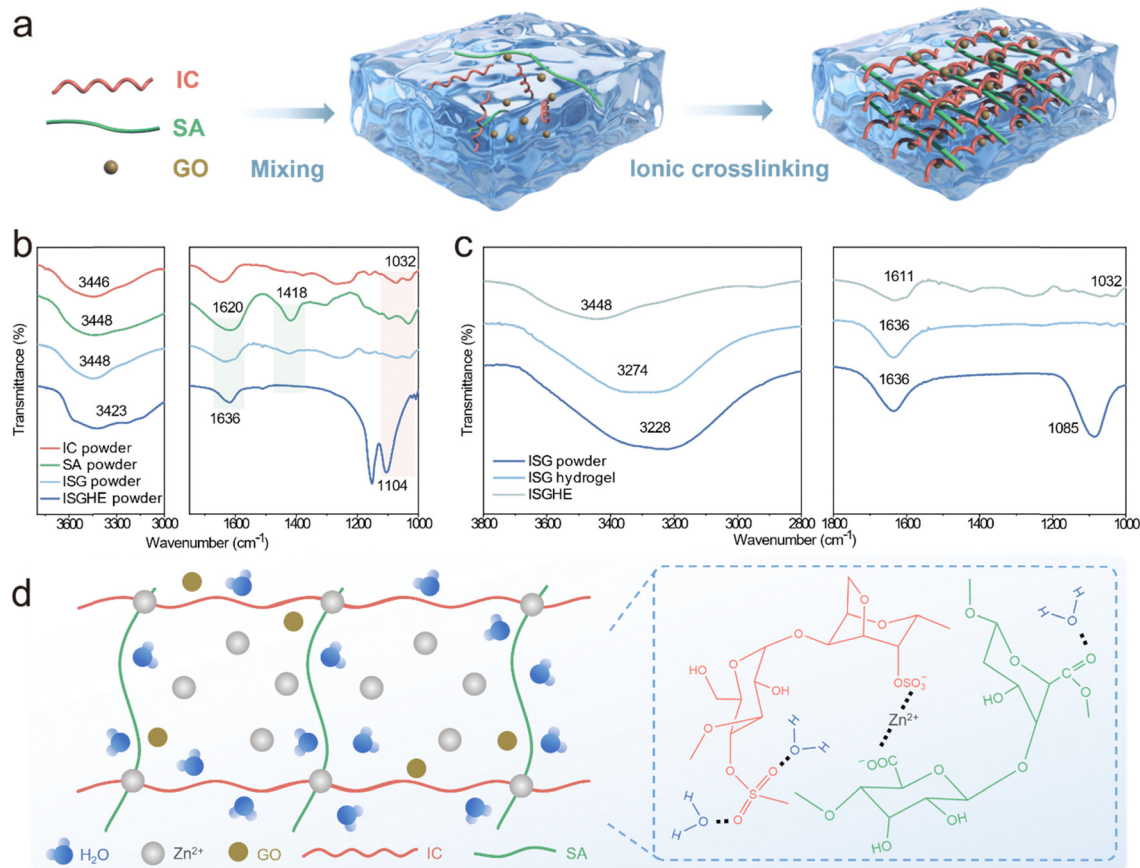 a
IC
SA
GO
Mixing
Ionic crosslinking
b
3446
3448
3448
3423
1620
1418
1032
1636
1104
Transmittance (%)
IC powder
SA powder
ISG powder
ISGHE powder
3600 3300 3000
1600 1400 1200 1000
Wavenumber (cm⁻¹)
c
3448
3274
3228
1611
1032
1636
1636
1085
Transmittance (%)
ISG powder
ISG hydrogel
ISGHE
3800 3600 3400 3200 3000 2800
1800 1600 1400 1200 1000
Wavenumber (cm⁻¹)
d
H₂O
Zn²⁺
GO
IC
SA
O
O
O
OSO₃⁻
HO
O
OH
O
O
O
S
O
H
O
H
H
O
H
Zn²⁺
⁻OOC
O
O
HO
OH
O
O
HO
O
C
O
O
H
O
H